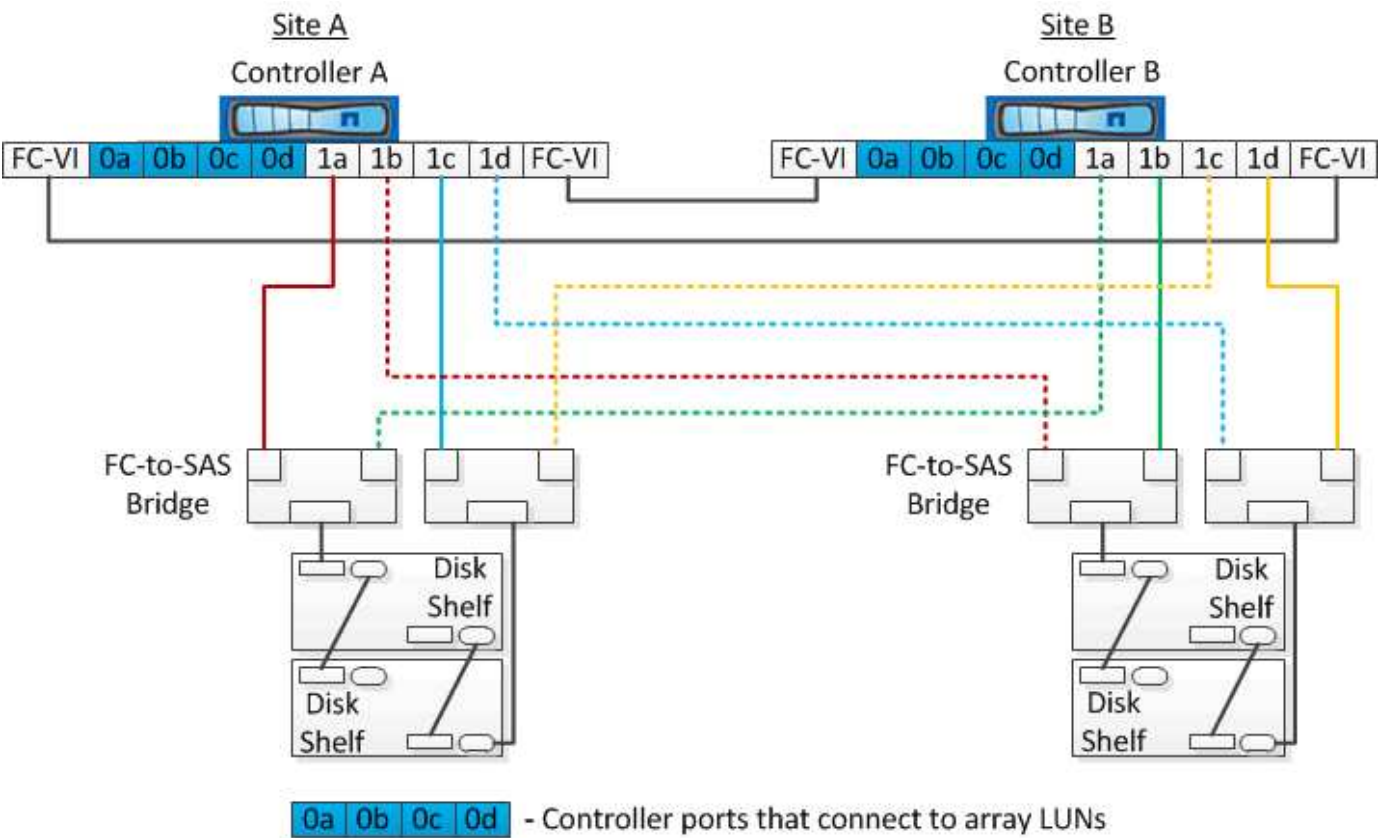 Site A Site B
Controller A Controller B
FC-VI 0a 0b 0c 0d 1a 1b 1c 1d FC-VI FC-VI 0a 0b 0c 0d 1a 1b 1c 1d FC-VI
FC-to-SAS FC-to-SAS
Bridge Bridge
Disk Disk
Shelf Shelf
Disk Disk
Shelf Shelf
0a 0b 0c 0d - Controller ports that connect to array LUNs